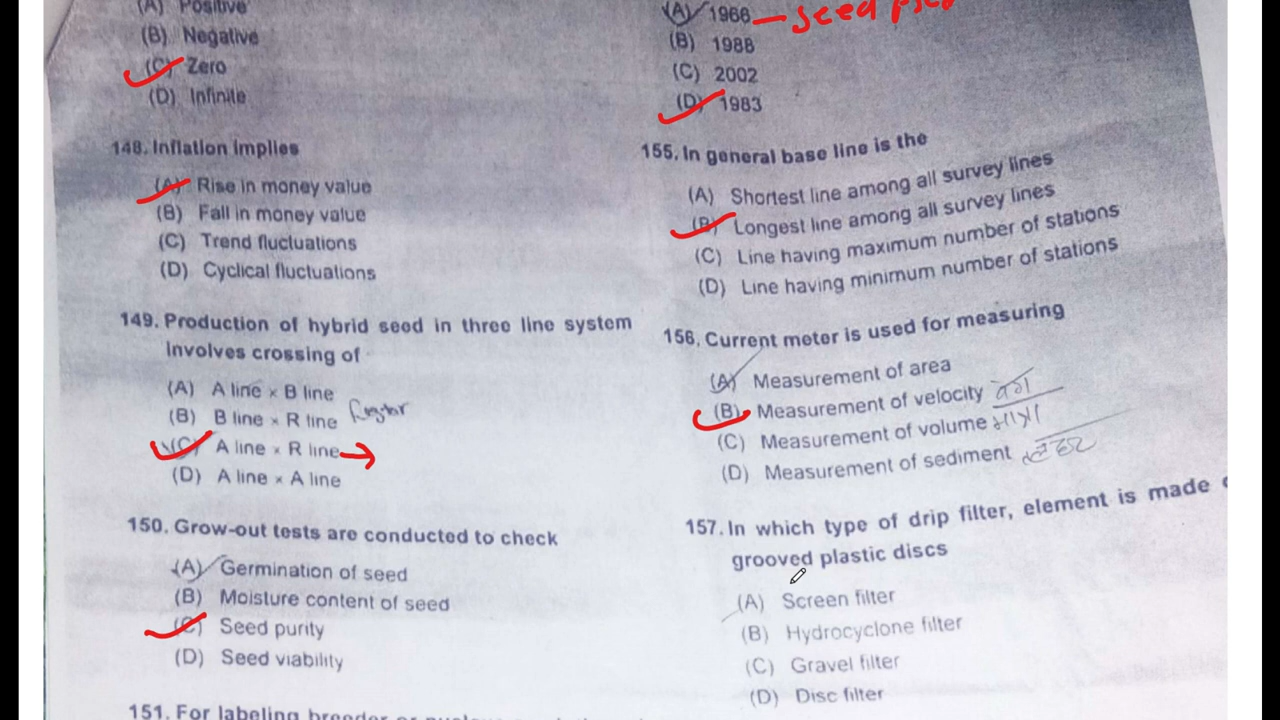 (A) Positive
(B) Negative
(C) Zero
(D) Infinite
148. Inflation implies
(A) Rise in money value
(B) Fall in money value
(C) Trend fluctuations
(D) Cyclical fluctuations
149. Production of hybrid seed in three line system
Involves crossing of
(A) A line × B line
(B) B line × R line
(C) A line × R line
(D) A line × A line
150. Grow-out tests are conducted to check
(A) Germination of seed
(B) Moisture content of seed
(C) Seed purity
(D) Seed viability
151. For labeling breeder or
(A) 1966 — Seed
(B) 1988
(C) 2002
(D) 1983
155. In general base line is the
(A) Shortest line among all survey lines
(B) Longest line among all survey lines
(C) Line having maximum number of stations
(D) Line having minimum number of stations
156. Current meter is used for measuring
(A) Measurement of area
(B) Measurement of velocity
(C) Measurement of volume
(D) Measurement of sediment
157. In which type of drip filter, element is made
grooved plastic discs
(A) Screen filter
(B) Hydrocyclone filter
(C) Gravel filter
(D) Disc filter